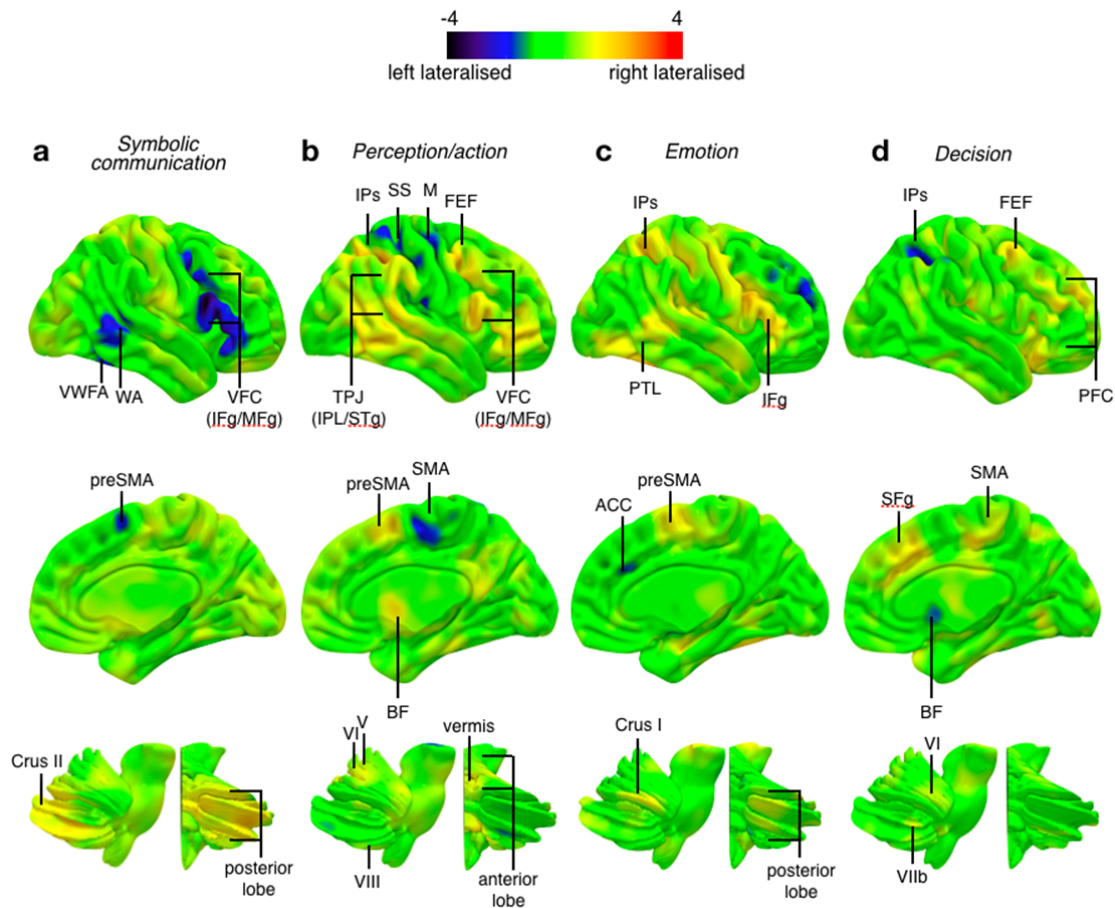 -4 4
left lateralised right lateralised
a Symbolic communication
b Perception/action
c Emotion
d Decision
IPs SS M FEF
IPs
IPs FEF
VWFA WA VFC
(IFg/MFg)
TPJ
(IPL/STg)
VFC
(IFg/MFg)
PTL IFg
PFC
preSMA
preSMA SMA
ACC preSMA
SFg SMA
BF
BF
Crus II
posterior
lobe
VI V vermis
VIII
anterior
lobe
Crus I
posterior
lobe
VI
VIIb